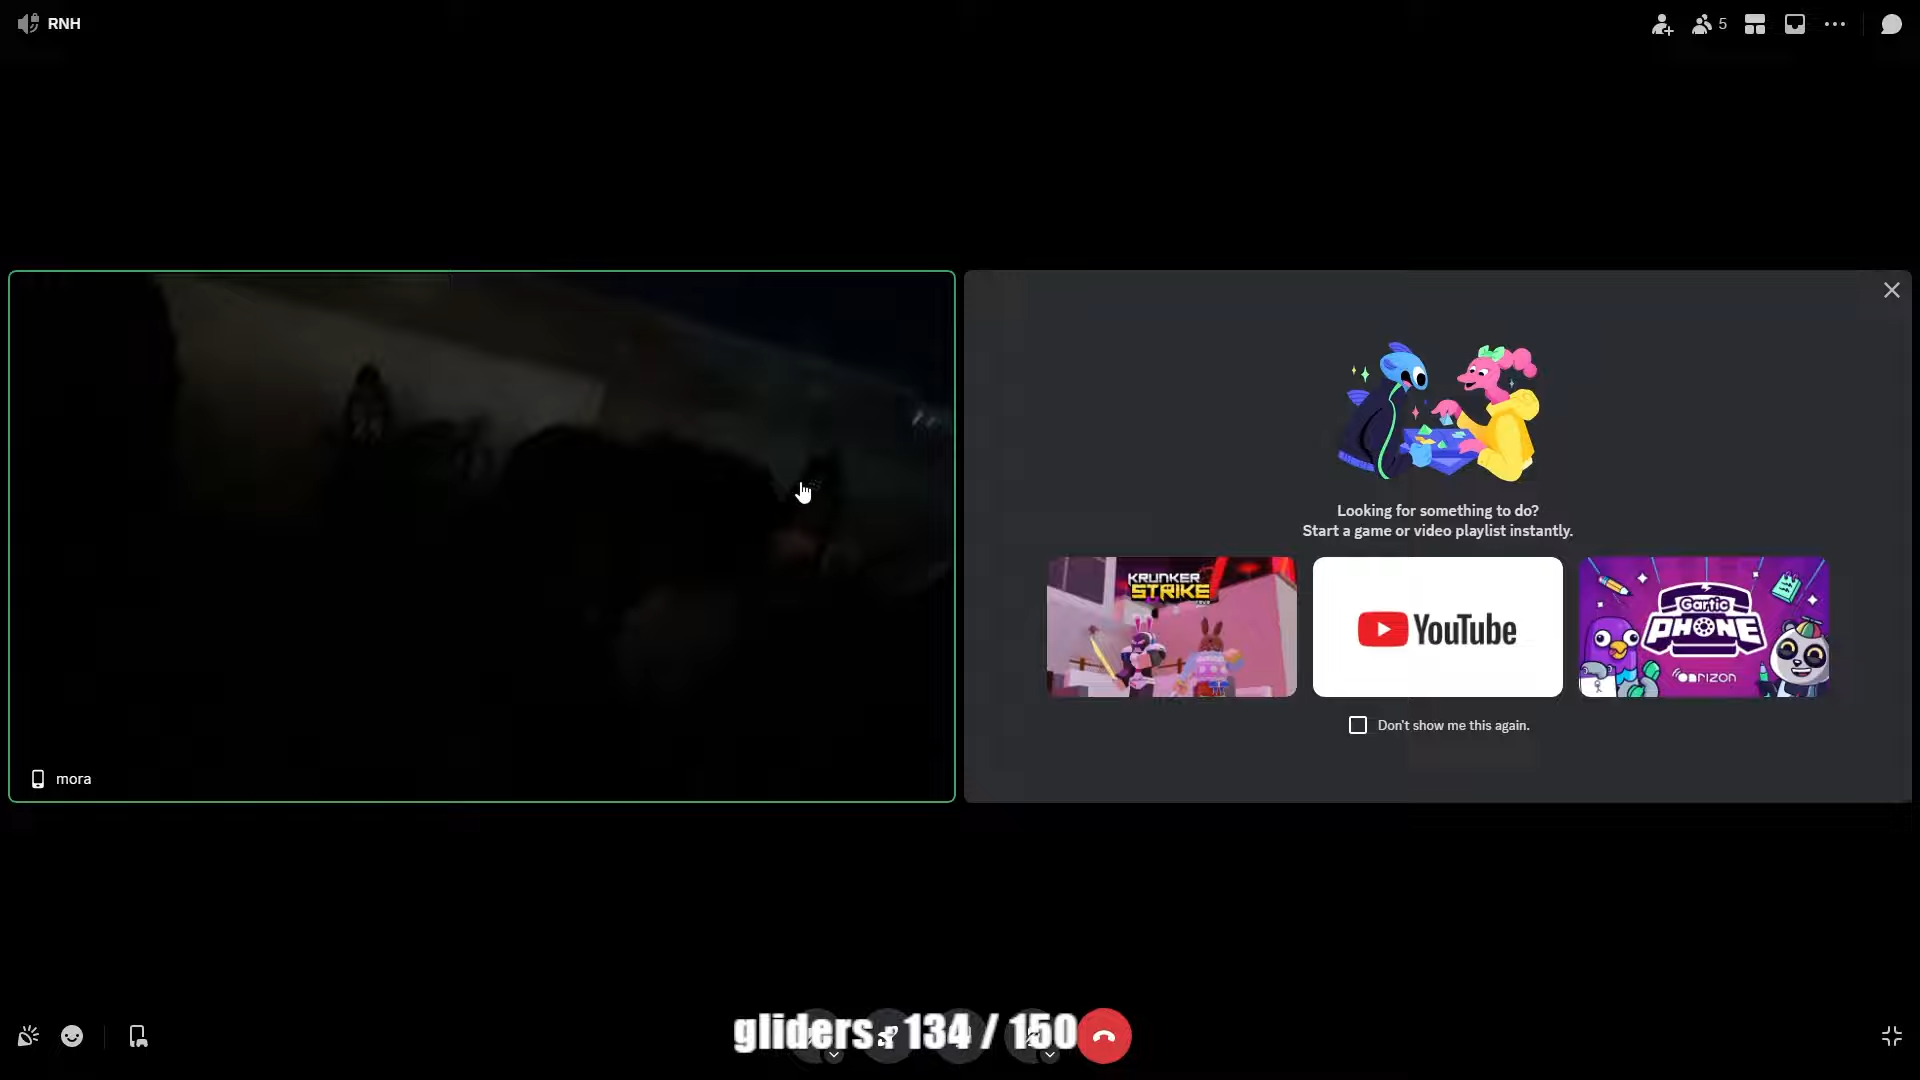 RNH
5
Looking for something to do?
Start a game or video playlist instantly.
KRUNKER
STRIKE
YouTube
Gartic
PHONE
Don't show me this again.
mora
gliders : 134 / 150